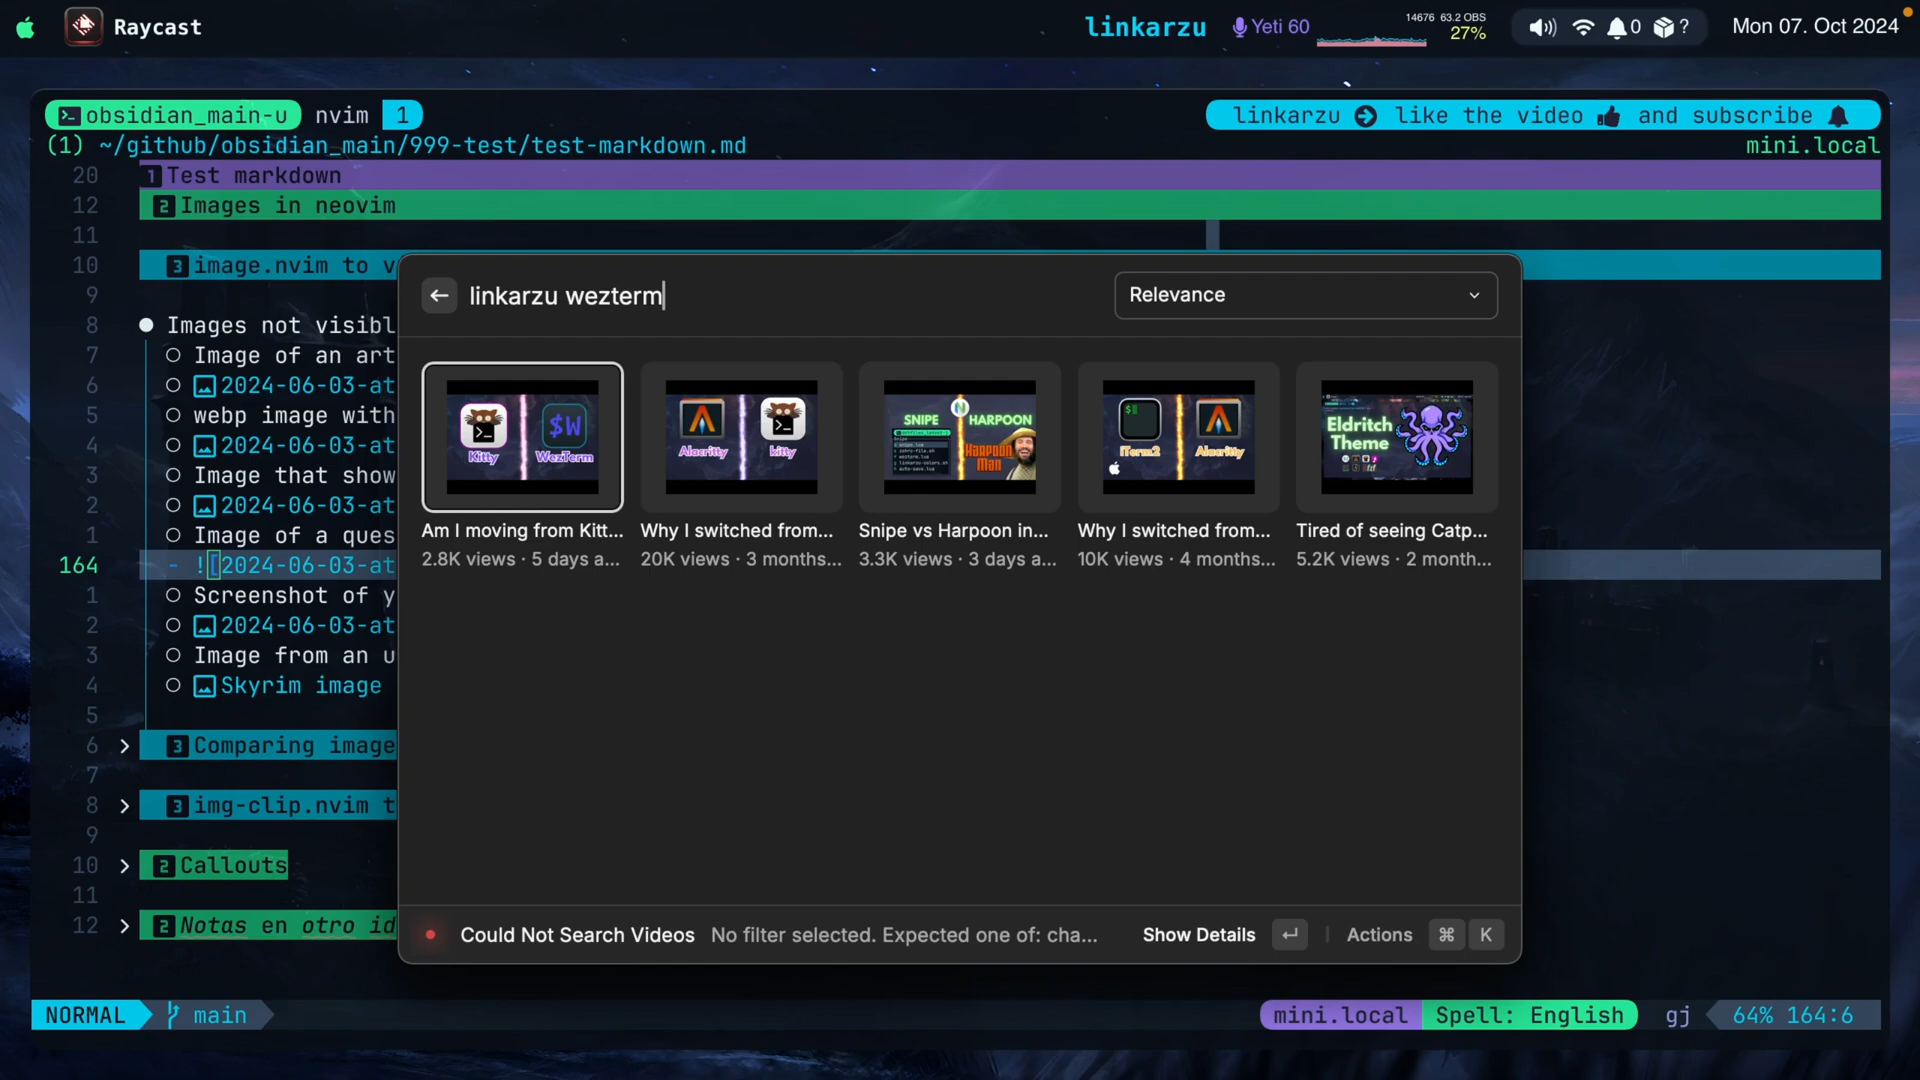 Raycast
linkarzu
Yeti 60
14676 63.2 OBS
27%
0
?
Mon 07. Oct 2024
obsidian_main-u nvim 1
linkarzu like the video and subscribe
(1) ~/github/obsidian_main/999-test/test-markdown.md
mini.local
20 1 Test markdown
12 2 Images in neovim
11
10 3 image.nvim to v
9
8 Images not visibl
7 Image of an art
6 2024-06-03-at
5 webp image with
4 2024-06-03-at
3 Image that show
2 2024-06-03-at
1 Image of a ques
164 - ![2024-06-03-at
1 Screenshot of y
2 2024-06-03-at
3 Image from an u
4 Skyrim image
5
6 > 3 Comparing image
7
8 > 3 img-clip.nvim t
9
10 > 2 Callouts
11
12 > 2 Notas en otro id
linkarzu wezterm
Relevance
Kitty $W WezTerm
Alacritty kitty
SNIPE N HARPOON
Harpoon Man
$ iTerm2 Alacritty
Eldritch Theme
Am I moving from Kitt...
2.8K views · 5 days a...
Why I switched from...
20K views · 3 months...
Snipe vs Harpoon in...
3.3K views · 3 days a...
Why I switched from...
10K views · 4 months...
Tired of seeing Catp...
5.2K views · 2 month...
Could Not Search Videos No filter selected. Expected one of: cha...
Show Details ↵ Actions ⌘ K
NORMAL main
mini.local Spell: English gj 64% 164:6